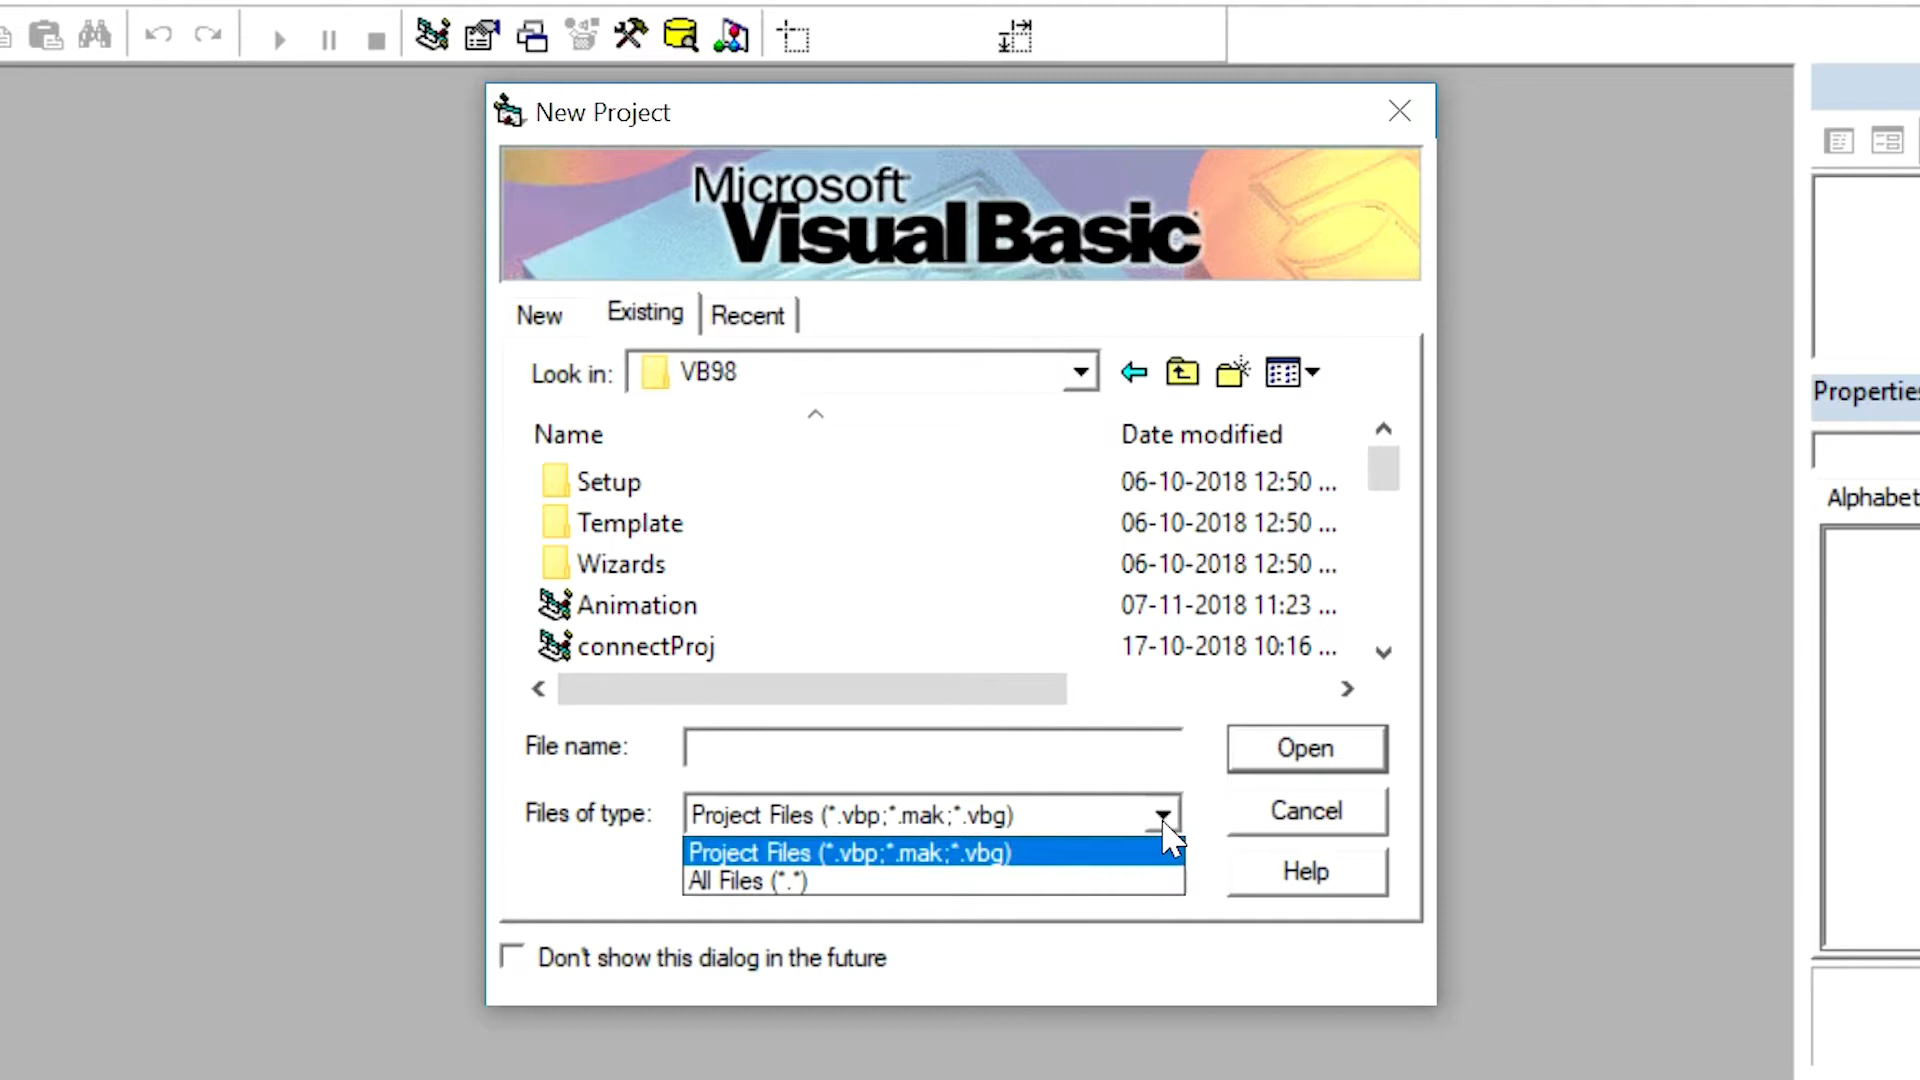 New Project
Microsoft
Visual Basic
New Existing Recent
Look in: VB98
Name Date modified
Setup 06-10-2018 12:50 ...
Template 06-10-2018 12:50 ...
Wizards 06-10-2018 12:50 ...
Animation 07-11-2018 11:23 ...
connectProj 17-10-2018 10:16 ...
File name: Open
Files of type: Project Files (*.vbp;*.mak;*.vbg) Cancel
Project Files (*.vbp;*.mak;*.vbg)
All Files (*.*)
Help
Don't show this dialog in the future
Properties
Alphabet